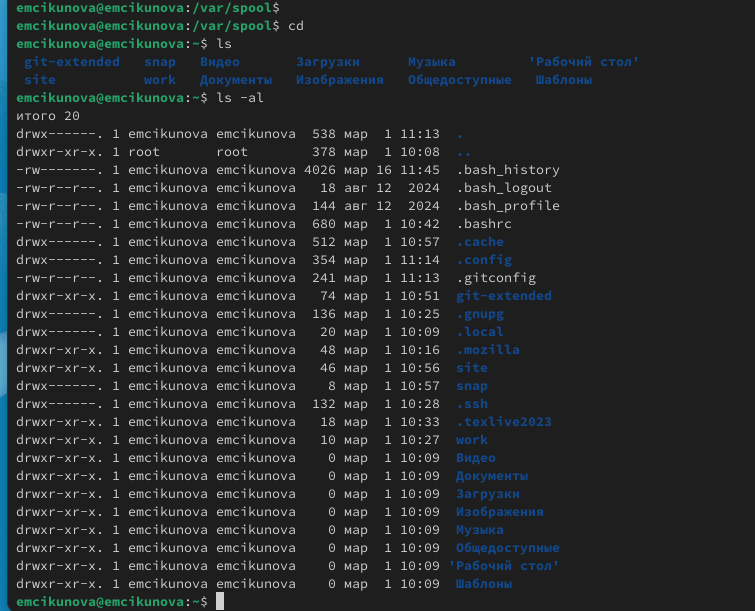 emcikunova@emcikunova:/var/spool$
emcikunova@emcikunova:/var/spool$ cd
emcikunova@emcikunova:~$ ls
git-extended snap Видео Загрузки Музыка 'Рабочий стол'
site work Документы Изображения Общедоступные Шаблоны
emcikunova@emcikunova:~$ ls -al
итого 20
drwx------. 1 emcikunova emcikunova 538 мар 1 11:13 .
drwxr-xr-x. 1 root root 378 мар 1 10:08 ..
-rw-------. 1 emcikunova emcikunova 4026 мар 16 11:45 .bash_history
-rw-r--r--. 1 emcikunova emcikunova 18 авг 12 2024 .bash_logout
-rw-r--r--. 1 emcikunova emcikunova 144 авг 12 2024 .bash_profile
-rw-r--r--. 1 emcikunova emcikunova 680 мар 1 10:42 .bashrc
drwx------. 1 emcikunova emcikunova 512 мар 1 10:57 .cache
drwx------. 1 emcikunova emcikunova 354 мар 1 11:14 .config
-rw-r--r--. 1 emcikunova emcikunova 241 мар 1 11:13 .gitconfig
drwxr-xr-x. 1 emcikunova emcikunova 74 мар 1 10:51 git-extended
drwx------. 1 emcikunova emcikunova 136 мар 1 10:25 .gnupg
drwx------. 1 emcikunova emcikunova 20 мар 1 10:09 .local
drwxr-xr-x. 1 emcikunova emcikunova 48 мар 1 10:16 .mozilla
drwxr-xr-x. 1 emcikunova emcikunova 46 мар 1 10:56 site
drwx------. 1 emcikunova emcikunova 8 мар 1 10:57 snap
drwx------. 1 emcikunova emcikunova 132 мар 1 10:28 .ssh
drwxr-xr-x. 1 emcikunova emcikunova 18 мар 1 10:33 .texlive2023
drwxr-xr-x. 1 emcikunova emcikunova 10 мар 1 10:27 work
drwxr-xr-x. 1 emcikunova emcikunova 0 мар 1 10:09 Видео
drwxr-xr-x. 1 emcikunova emcikunova 0 мар 1 10:09 Документы
drwxr-xr-x. 1 emcikunova emcikunova 0 мар 1 10:09 Загрузки
drwxr-xr-x. 1 emcikunova emcikunova 0 мар 1 10:09 Изображения
drwxr-xr-x. 1 emcikunova emcikunova 0 мар 1 10:09 Музыка
drwxr-xr-x. 1 emcikunova emcikunova 0 мар 1 10:09 Общедоступные
drwxr-xr-x. 1 emcikunova emcikunova 0 мар 1 10:09 'Рабочий стол'
drwxr-xr-x. 1 emcikunova emcikunova 0 мар 1 10:09 Шаблоны
emcikunova@emcikunova:~$